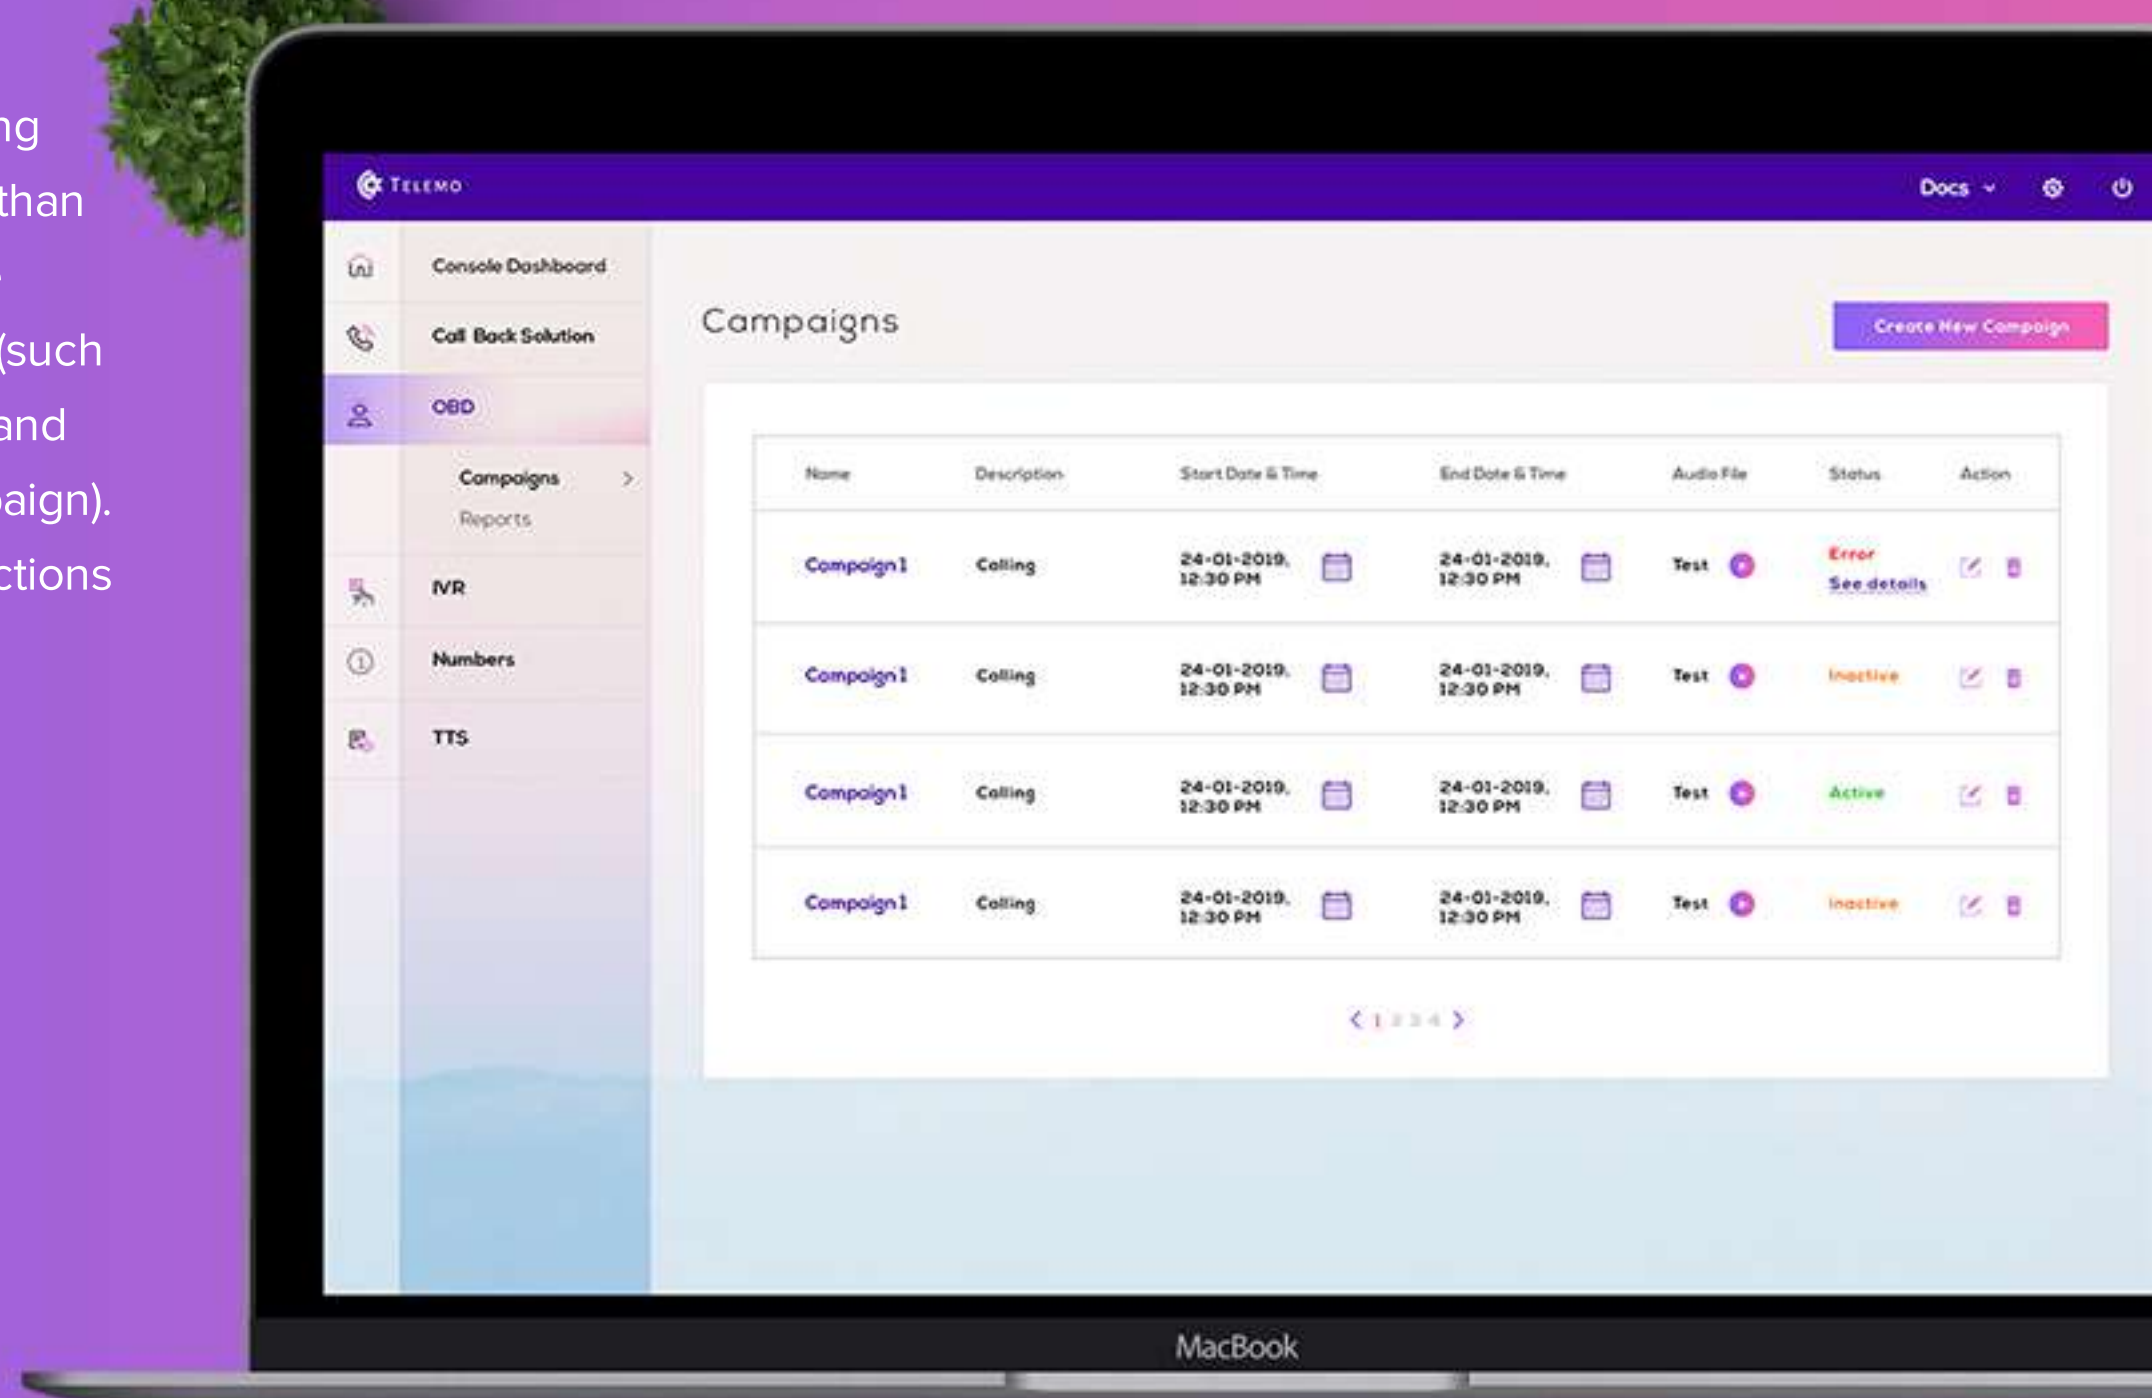 ng
than
(such
and
aign).
ctions
TELEMO
Docs
Console Dashboard
Call Back Solution
OBD
Campaigns
Reports
IVR
Numbers
TTS
Campaigns
Create New Campaign
Name Description Start Date & Time End Date & Time Audio File Status Action
Campaign 1 Calling 24-01-2019, 12:30 PM 24-01-2019, 12:30 PM Test Error
See details
Campaign 1 Calling 24-01-2019, 12:30 PM 24-01-2019, 12:30 PM Test Inactive
Campaign 1 Calling 24-01-2019, 12:30 PM 24-01-2019, 12:30 PM Test Active
Campaign 1 Calling 24-01-2019, 12:30 PM 24-01-2019, 12:30 PM Test Inactive
< 1 2 3 4 >
MacBook